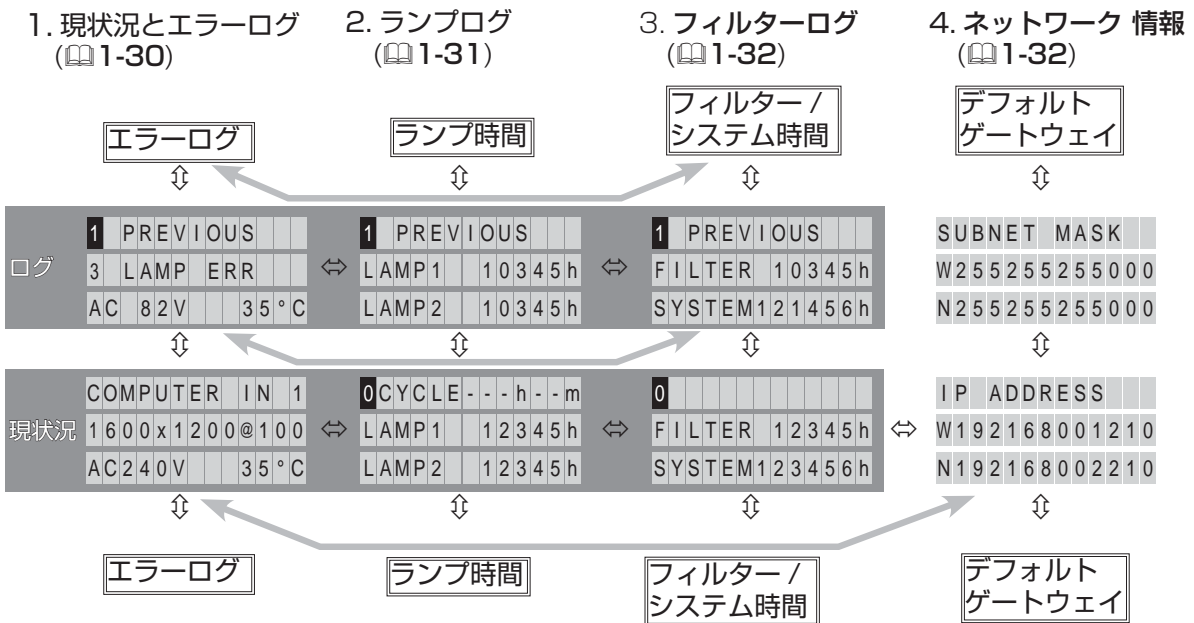 1. 現状況とエラーログ
(1-30)
2. ランプログ
(1-31)
3. フィルターログ
(1-32)
4. ネットワーク 情報
(1-32)
エラーログ
ランプ時間
フィルター /
システム時間
デフォルト
ゲートウェイ
ログ
1 PREVIOUS
3 LAMP ERR
AC 82V 35°C
1 PREVIOUS
LAMP1 10345h
LAMP2 10345h
1 PREVIOUS
FILTER 10345h
SYSTEM121456h
SUBNET MASK
W255255255000
N255255255000
現状況
COMPUTER IN 1
1600x1200@100
AC240V 35°C
0CYCLE---h--m
LAMP1 12345h
LAMP2 12345h
0
FILTER 12345h
SYSTEM123456h
IP ADDRESS
W192168001210
N192168002210
エラーログ
ランプ時間
フィルター /
システム時間
デフォルト
ゲートウェイ